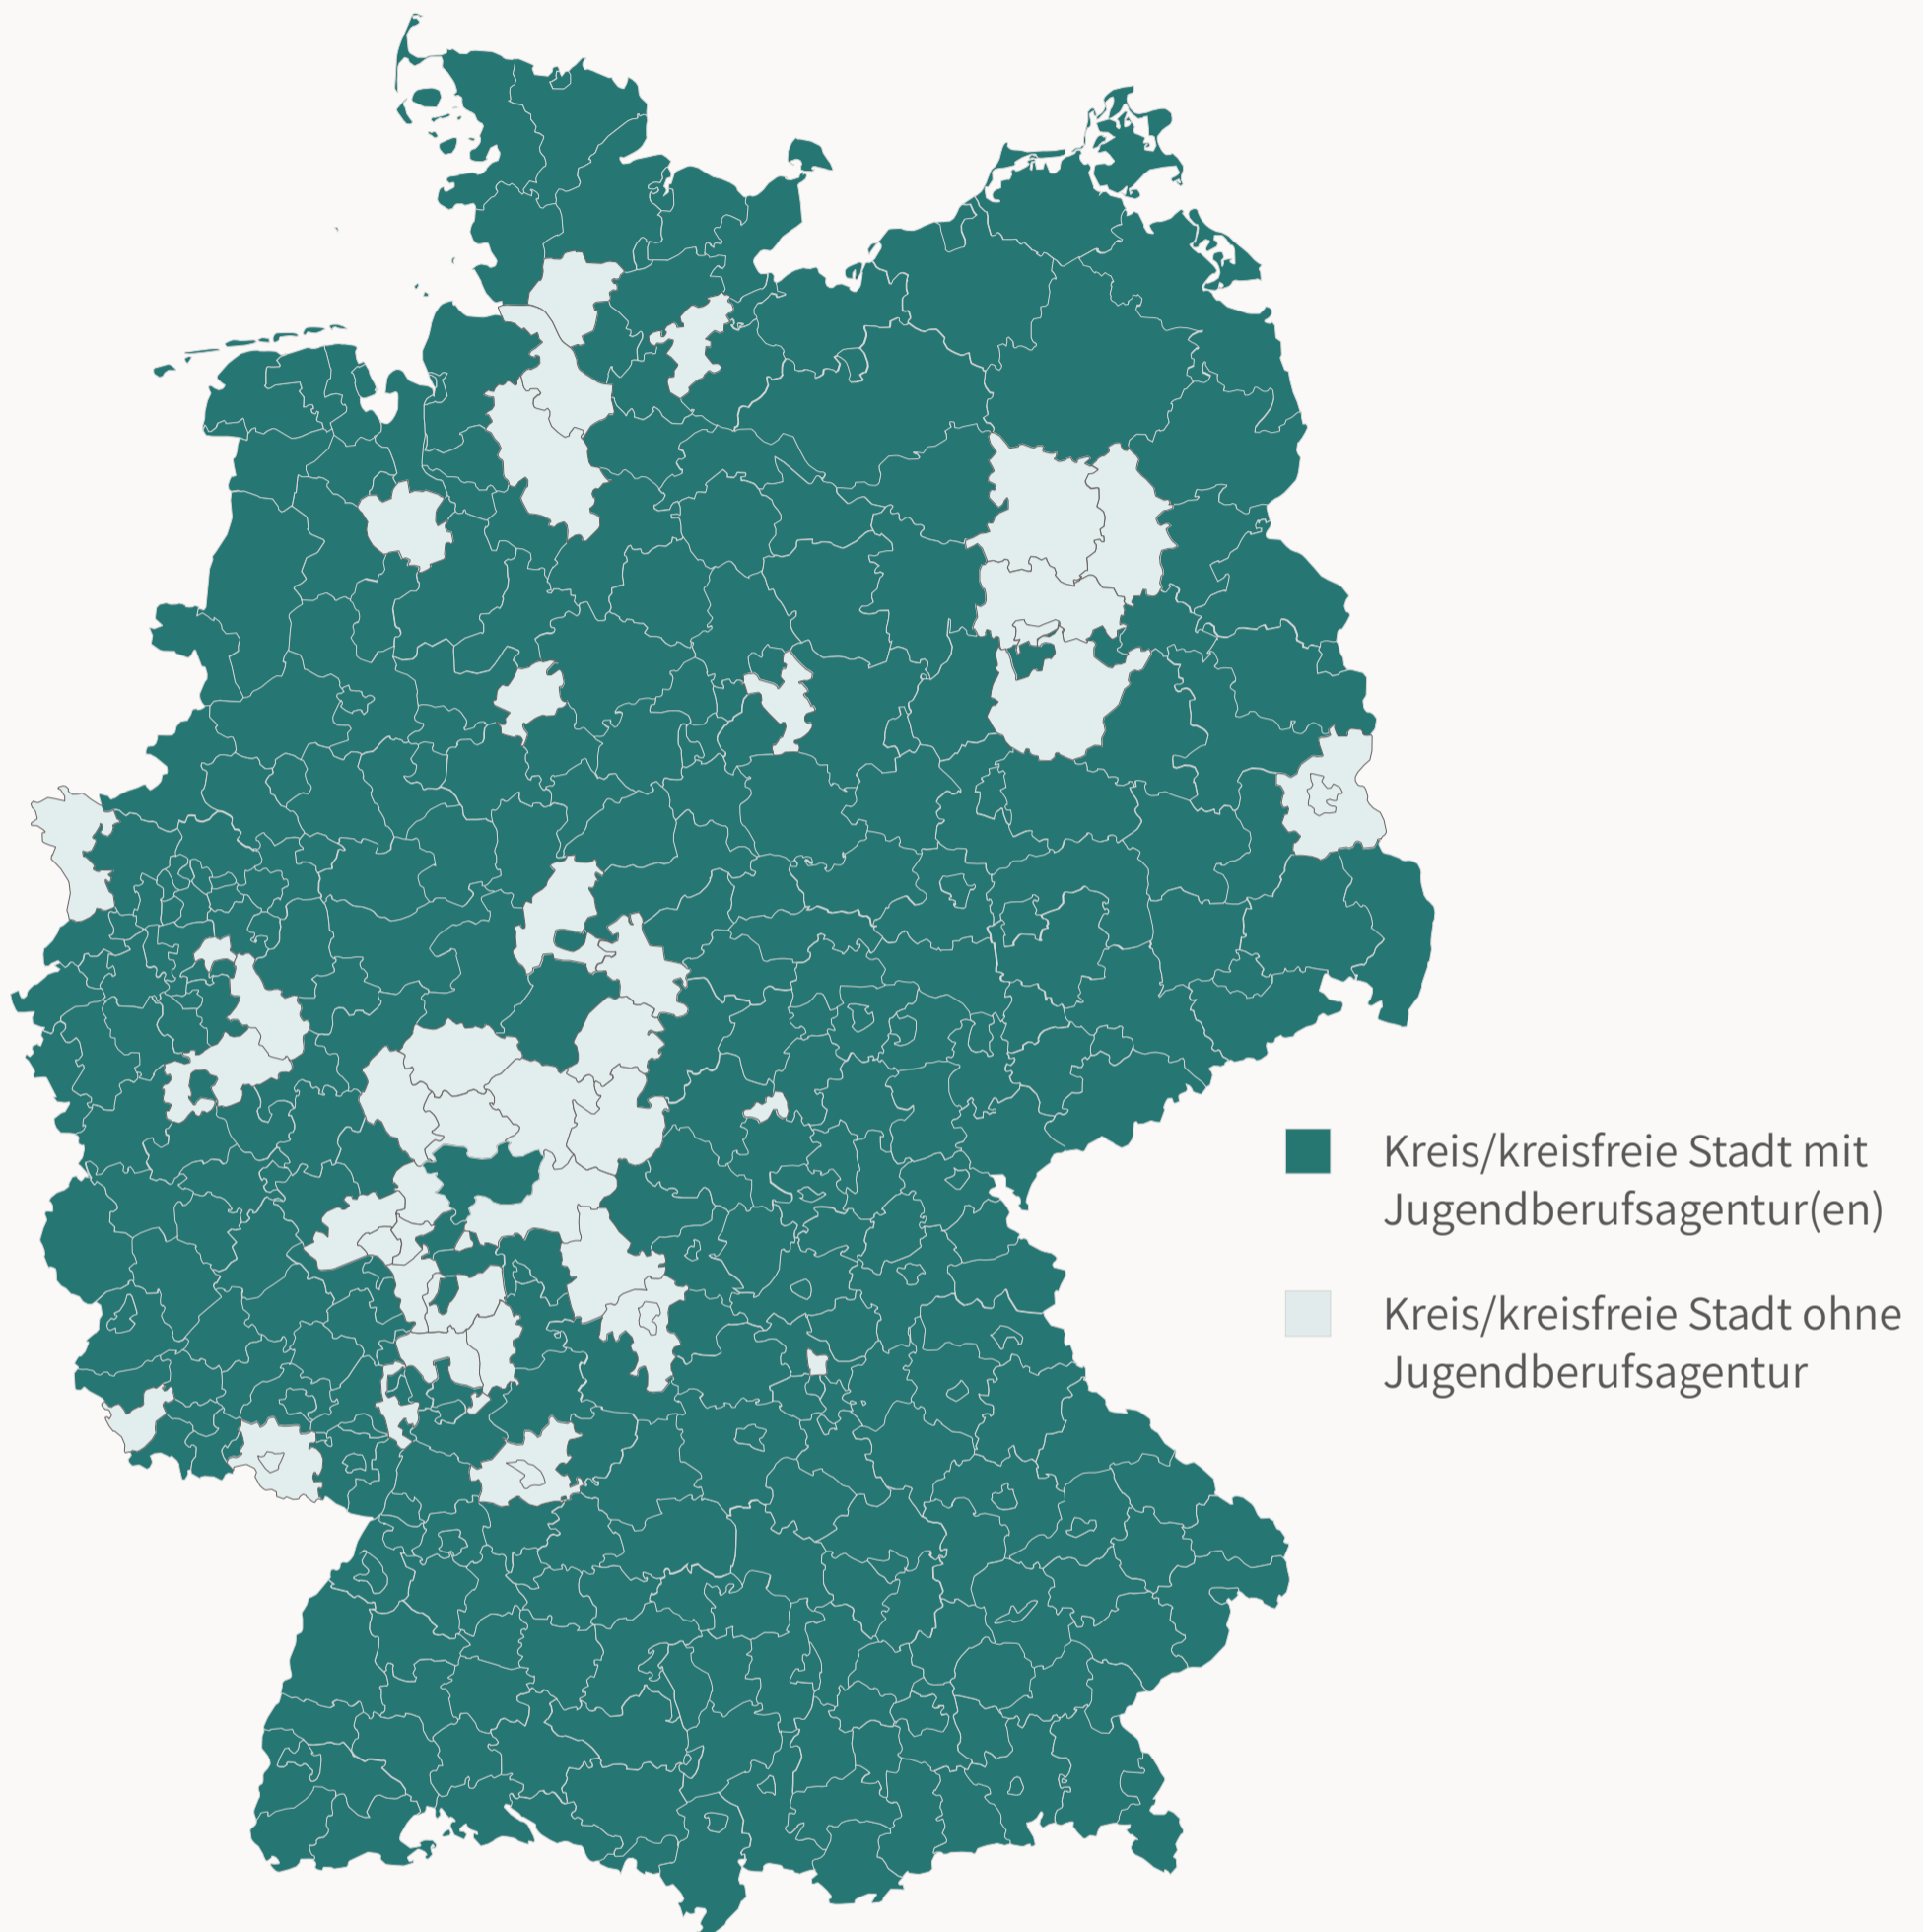 Kreis/kreisfreie Stadt mit
Jugendberufsagentur(en)
Kreis/kreisfreie Stadt ohne
Jugendberufsagentur